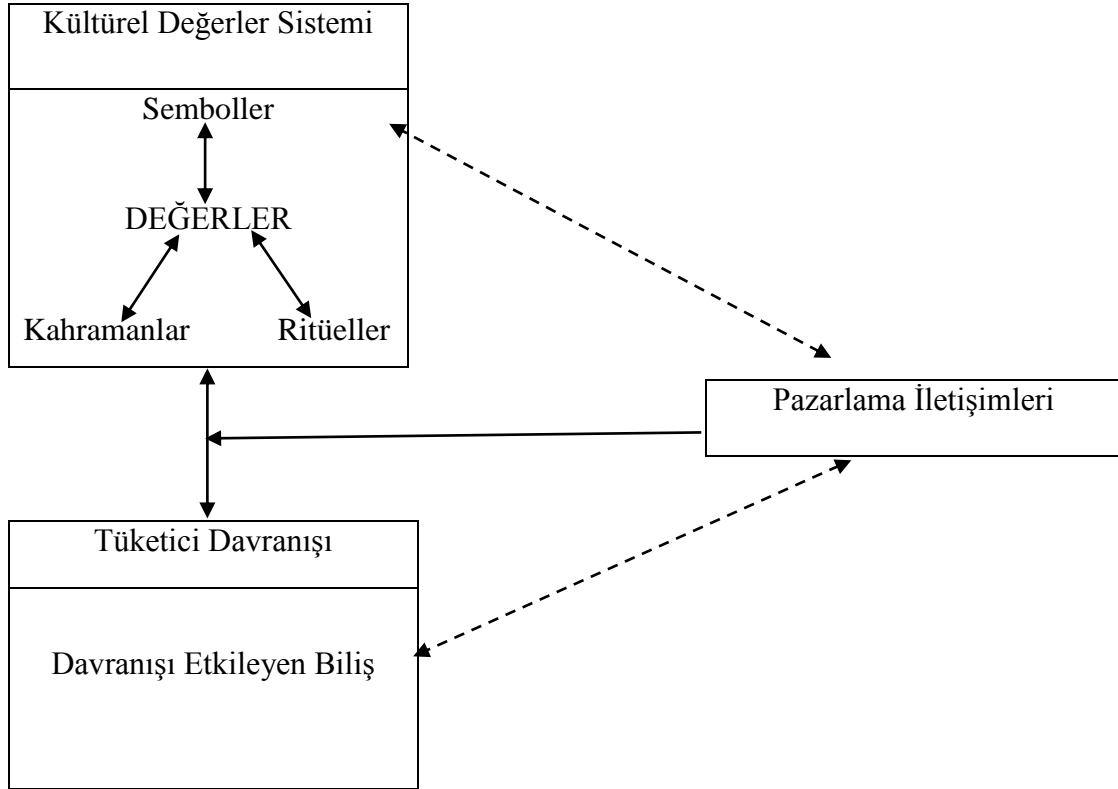 Kültürel Değerler Sistemi
Semboller
DEĞERLER
Kahramanlar
Ritüeller
Pazarlama İletişimleri
Tüketici Davranışı
Davranışı Etkileyen Biliş